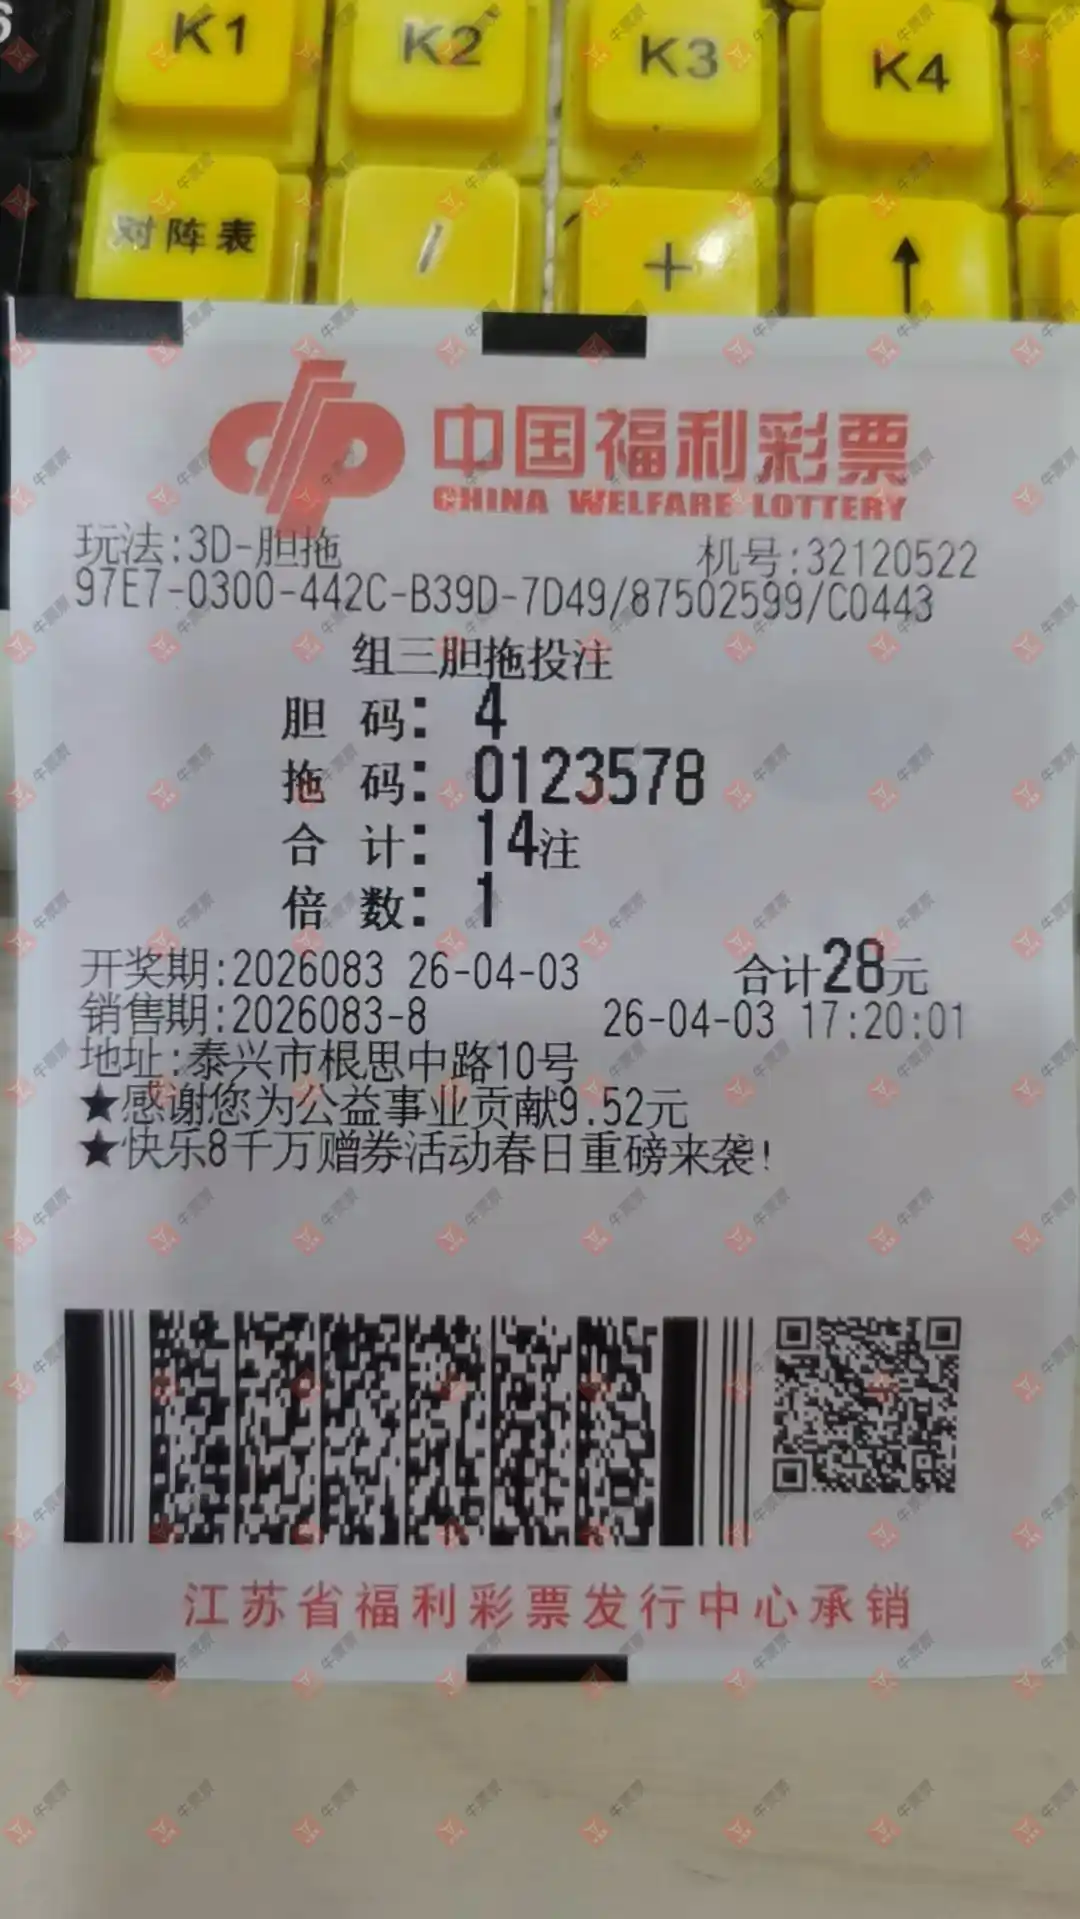 6
K1 K2 K3 K4
对阵表 / + ↑
中国福利彩票
CHINA WELFARE LOTTERY
玩法:3D-胆拖 机号:32120522
97E7-0300-442C-B39D-7D49/87502599/C0443
组三胆拖投注
胆 码: 4
拖 码: 0123578
合 计: 14注
倍 数: 1
开奖期:2026083 26-04-03 合计28元
销售期:2026083-8 26-04-03 17:20:01
地址:泰兴市根思中路10号
★感谢您为公益事业贡献9.52元
★快乐8千万赠券活动春日重磅来袭!
江苏省福利彩票发行中心承销
牛票票